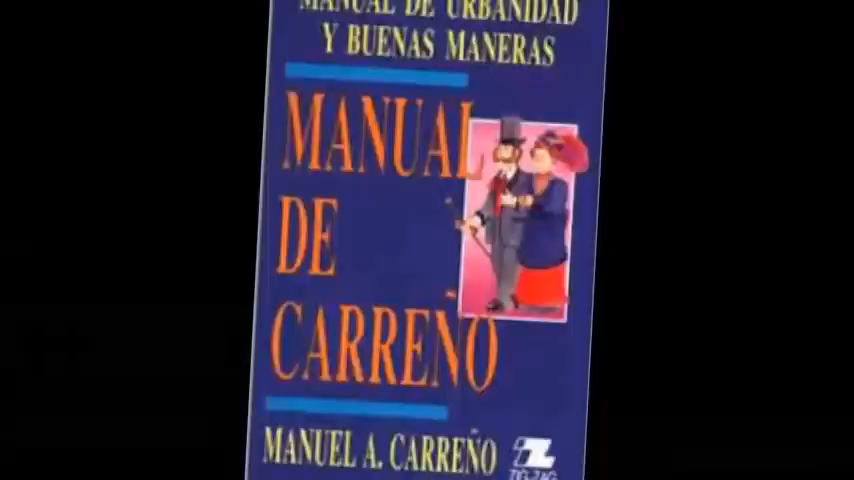 MANUAL DE URBANIDAD
Y BUENAS MANERAS
MANUAL
DE
CARREÑO
MANUEL A. CARREÑO
ZIG-ZAG